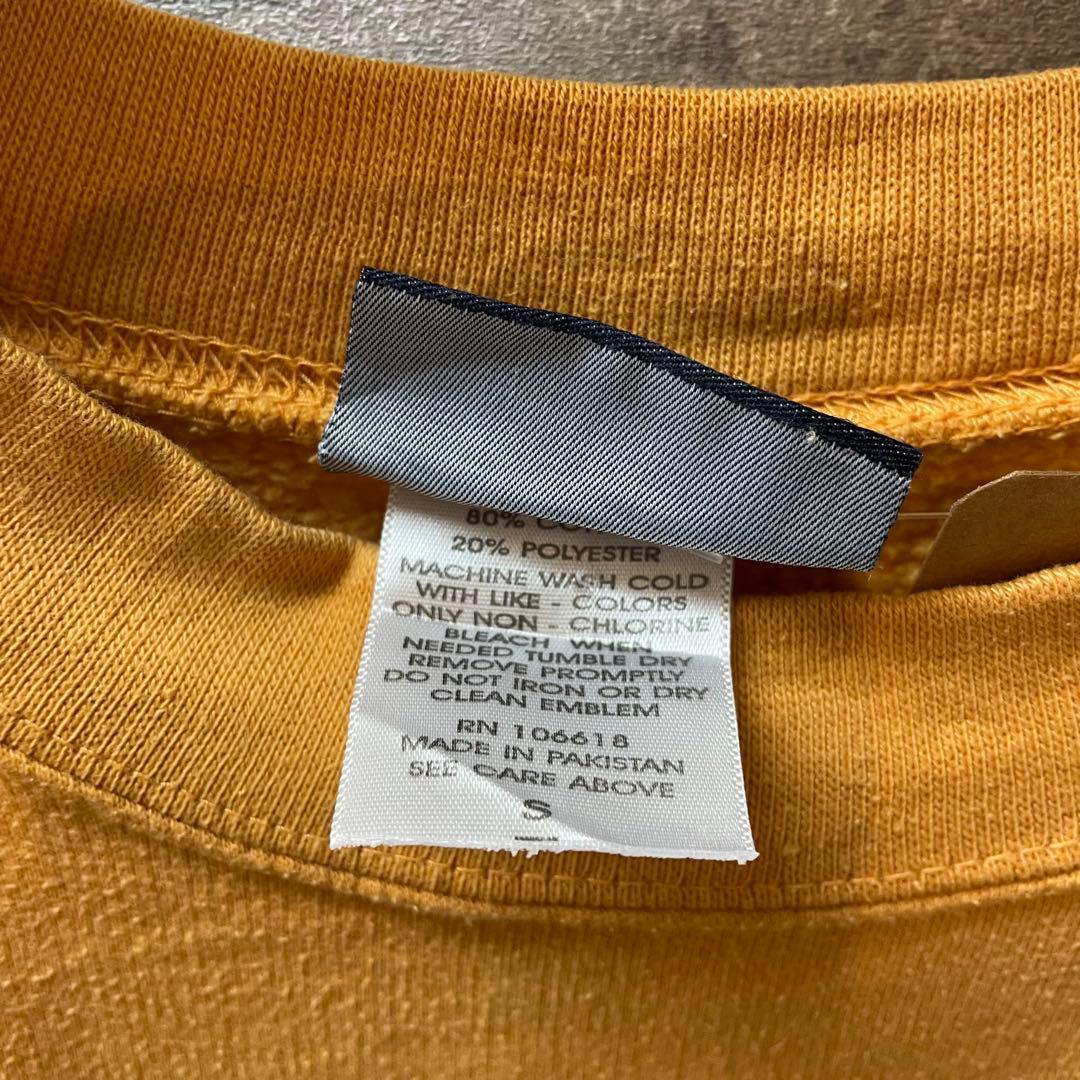 80%
20% POLYESTER
MACHINE WASH COLD
WITH LIKE - COLORS
ONLY NON - CHLORINE
BLEACH WHEN
NEEDED TUMBLE DRY
REMOVE PROMPTLY
DO NOT IRON OR DRY
CLEAN EMBLEM
RN 106618
MADE IN PAKISTAN
SEE CARE ABOVE
S